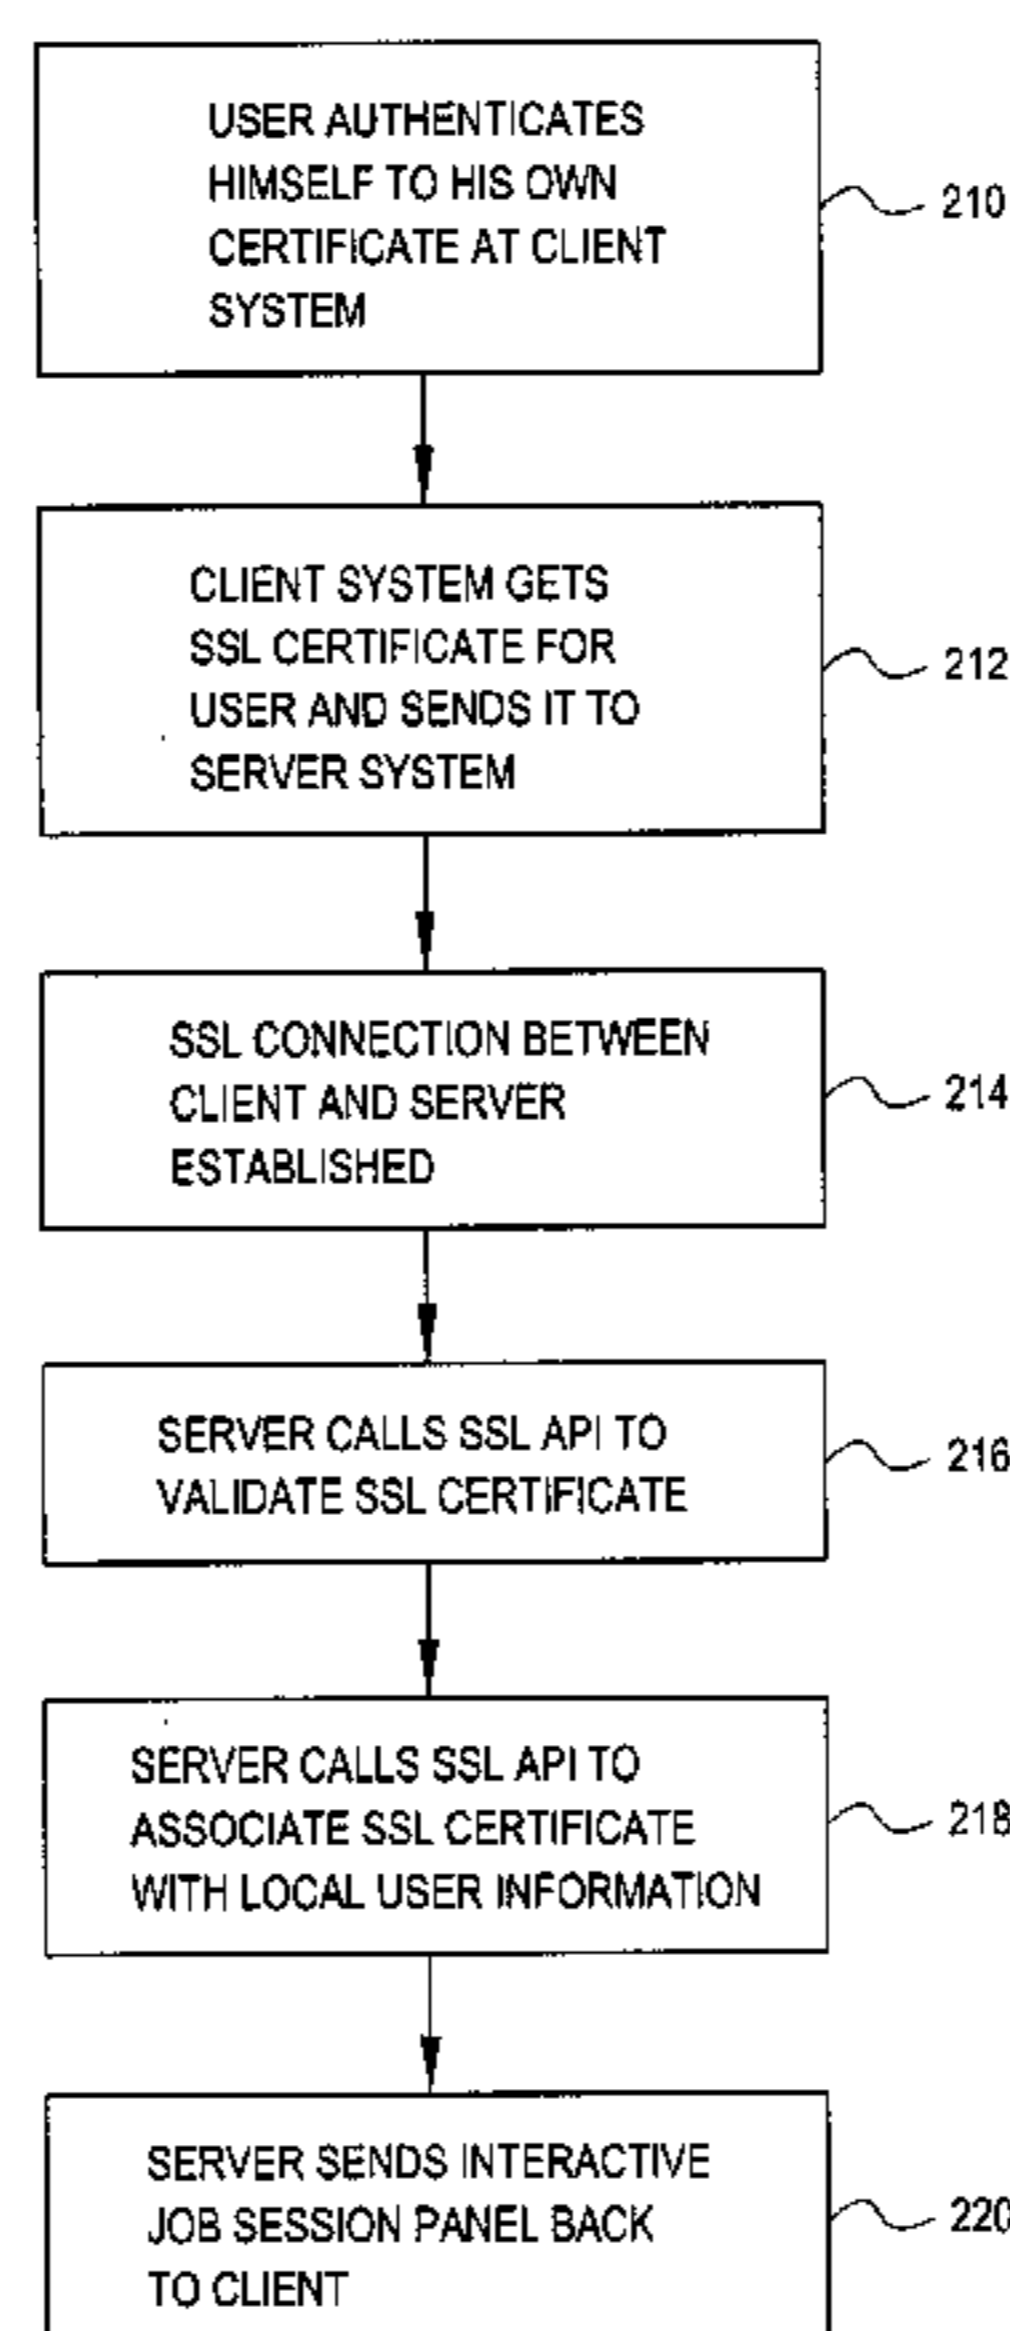 USER AUTHENTICATES
HIMSELF TO HIS OWN
CERTIFICATE AT CLIENT
SYSTEM
210
CLIENT SYSTEM GETS
SSL CERTIFICATE FOR
USER AND SENDS IT TO
SERVER SYSTEM
212
SSL CONNECTION BETWEEN
CLIENT AND SERVER
ESTABLISHED
214
SERVER CALLS SSL API TO
VALIDATE SSL CERTIFICATE
216
SERVER CALLS SSL API TO
ASSOCIATE SSL CERTIFICATE
WITH LOCAL USER INFORMATION
218
SERVER SENDS INTERACTIVE
JOB SESSION PANEL BACK
TO CLIENT
220